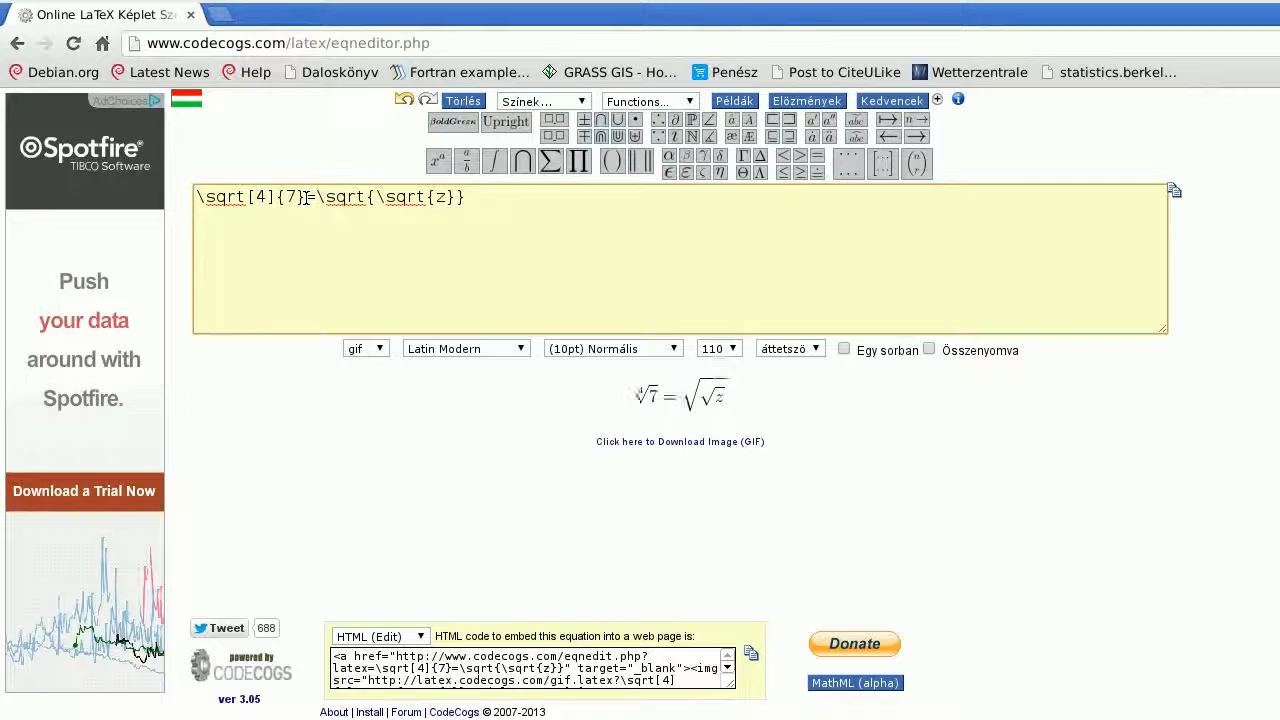 Online LaTeX Képlet Sz
www.codecogs.com/latex/eqneditor.php
Debian.org Latest News Help Daloskönyv Fortran example... GRASS GIS - Ho... Penész Post to CiteULike Wetterzentrale statistics.berkel...
AdChoices
Spotfire
TIBCO Software
Push
your data
around with
Spotfire.
Download a Trial Now
Törlés Színek... Functions... Példák Elözmények Kedvencek
Upright
\sqrt[4]{7}=\sqrt{\sqrt{z}}
gif Latin Modern (10pt) Normális 110 áttetszö Egy sorban Összenyomva
∜7 = √√z
Click here to Download Image (GIF)
Tweet 688
powered by
CODECOGS
ver 3.05
HTML (Edit) HTML code to embed this equation into a web page is:
<a href="http://www.codecogs.com/eqnedit.php?
latex=\sqrt[4]{7}=\sqrt{\sqrt{z}}" target="_blank"><img
src="http://latex.codecogs.com/gif.latex?\sqrt[4]
Donate
MathML (alpha)
About | Install | Forum | CodeCogs © 2007-2013